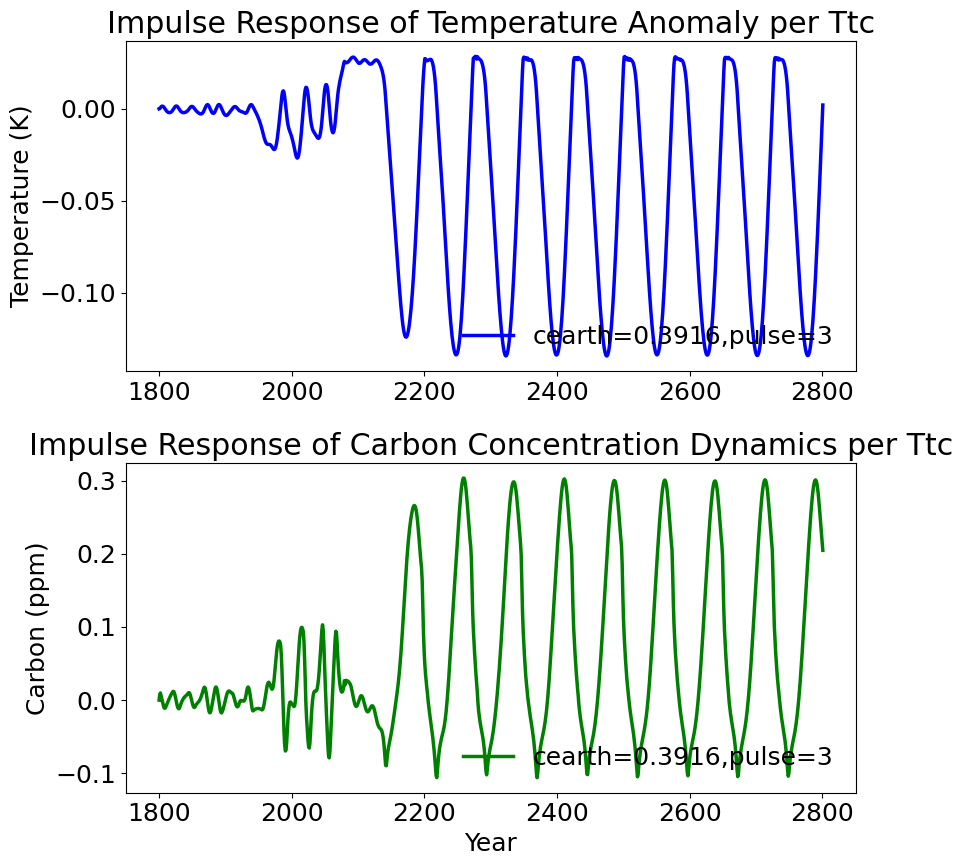 Impulse Response of Temperature Anomaly per Ttc
Temperature (K)
0.00
−0.05
−0.10
cearth=0.3916,pulse=3
1800 2000 2200 2400 2600 2800
Impulse Response of Carbon Concentration Dynamics per Ttc
Carbon (ppm)
0.3
0.2
0.1
0.0
−0.1
cearth=0.3916,pulse=3
1800 2000 2200 2400 2600 2800
Year